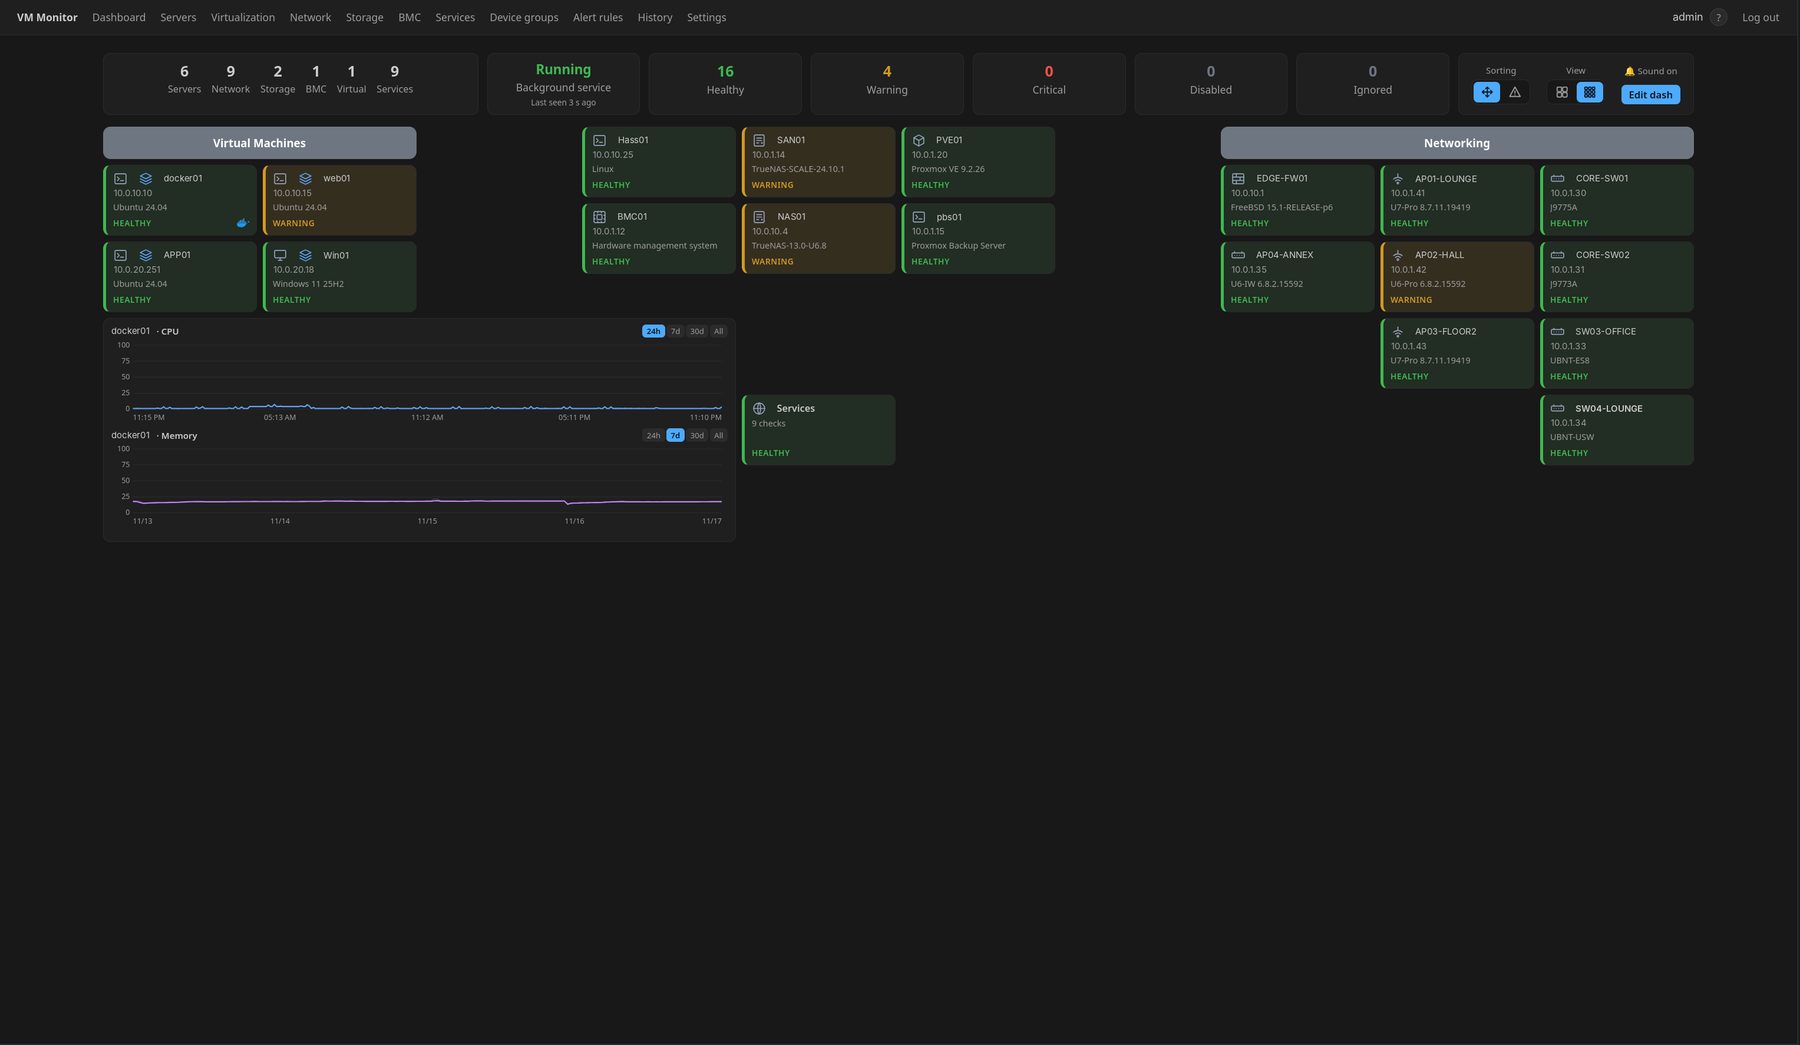 VM Monitor Dashboard Servers Virtualization Network Storage BMC Services Device groups Alert rules History Settings admin ? Log out
6 9 2 1 1 9
Servers Network Storage BMC Virtual Services
Running
Background service
Last seen 3 s ago
16
Healthy
4
Warning
0
Critical
0
Disabled
0
Ignored
Sorting View Sound on
Edit dash
Virtual Machines
docker01
10.0.10.10
Ubuntu 24.04
HEALTHY
web01
10.0.10.15
Ubuntu 24.04
WARNING
APP01
10.0.20.251
Ubuntu 24.04
HEALTHY
Win01
10.0.20.18
Windows 11 25H2
HEALTHY
Hass01
10.0.10.25
Linux
HEALTHY
SAN01
10.0.1.14
TrueNAS-SCALE-24.10.1
WARNING
PVE01
10.0.1.20
Proxmox VE 9.2.26
HEALTHY
BMC01
10.0.1.12
Hardware management system
HEALTHY
NAS01
10.0.10.4
TrueNAS-13.0-U6.8
WARNING
pbs01
10.0.1.15
Proxmox Backup Server
HEALTHY
Networking
EDGE-FW01
10.0.10.1
FreeBSD 15.1-RELEASE-p6
HEALTHY
AP01-LOUNGE
10.0.1.41
U7-Pro 8.7.11.19419
HEALTHY
CORE-SW01
10.0.1.30
J9775A
HEALTHY
AP04-ANNEX
10.0.1.35
U6-IW 6.8.2.15592
HEALTHY
AP02-HALL
10.0.1.42
U6-Pro 6.8.2.15592
WARNING
CORE-SW02
10.0.1.31
J9773A
HEALTHY
AP03-FLOOR2
10.0.1.43
U7-Pro 8.7.11.19419
HEALTHY
SW03-OFFICE
10.0.1.33
UBNT-ES8
HEALTHY
SW04-LOUNGE
10.0.1.34
UBNT-USW
HEALTHY
docker01 · CPU 24h 7d 30d All
100
75
50
25
0
11:15 PM 05:13 AM 11:12 AM 05:11 PM 11:10 PM
docker01 · Memory 24h 7d 30d All
100
75
50
25
0
11/13 11/14 11/15 11/16 11/17
Services
9 checks
HEALTHY